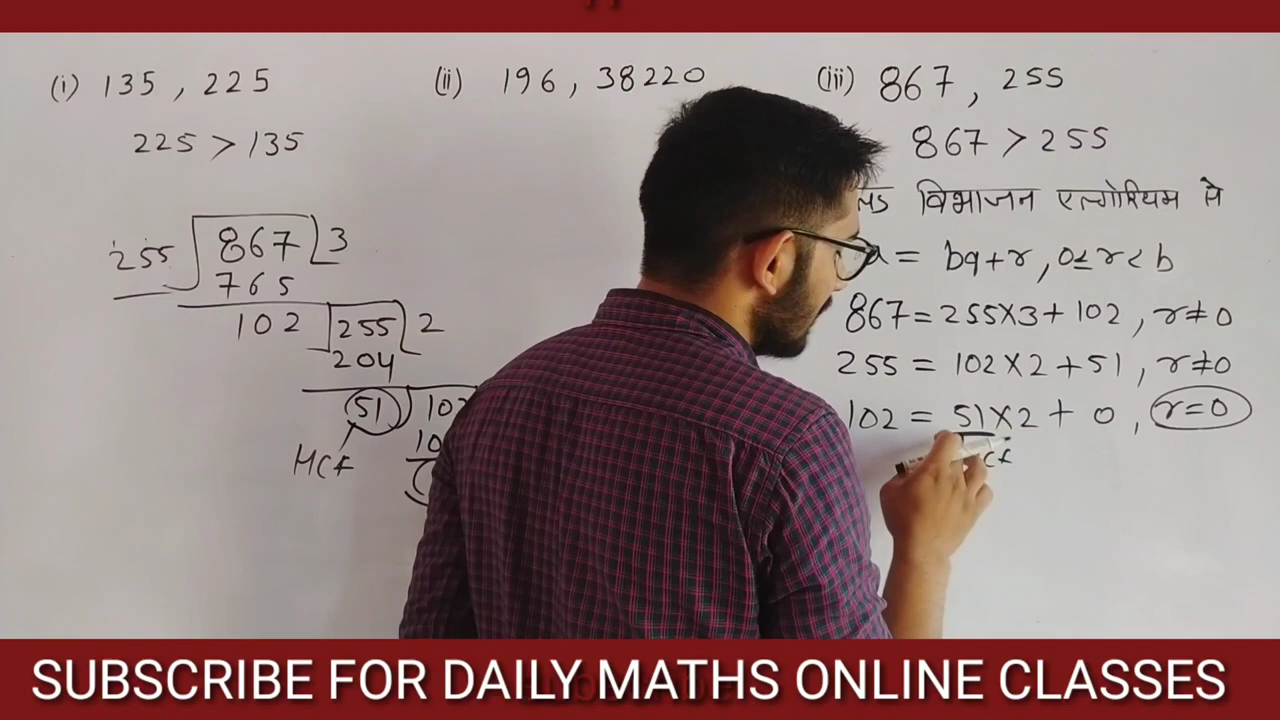 (i) 135 , 225
225 > 135
255 867 3
765
102 255 2
204
51 102
HCF
(ii) 196 , 38220
(iii) 867 , 255
867 > 255
विभाजन एल्गोरियम से
a = bq + r , 0 ≤ r < b
867 = 255 × 3 + 102 , r ≠ 0
255 = 102 × 2 + 51 , r ≠ 0
102 = 51 × 2 + 0 , r = 0
SUBSCRIBE FOR DAILY MATHS ONLINE CLASSES